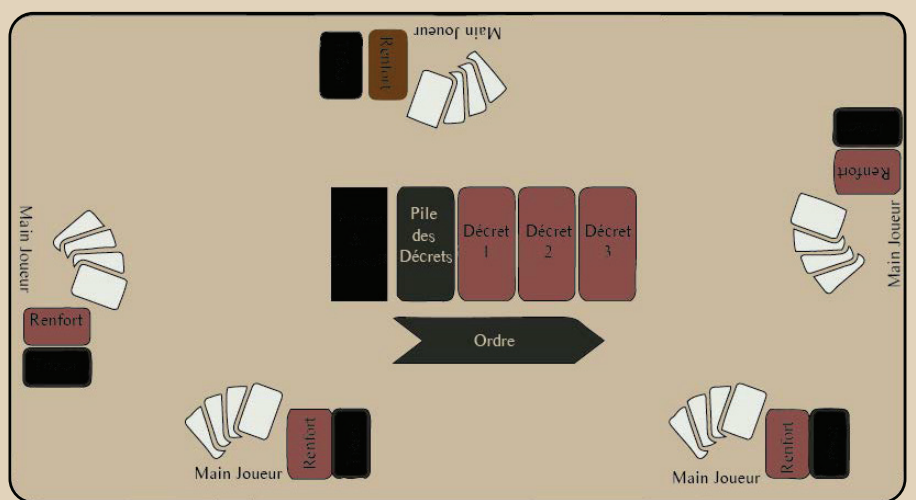 Main Joueur
Renfort
Renfort
Main Joueur
Main Joueur
Pile
des
Décrets
Décret
1
Décret
2
Décret
3
Renfort
Ordre
Renfort
Main Joueur
Renfort
Main Joueur